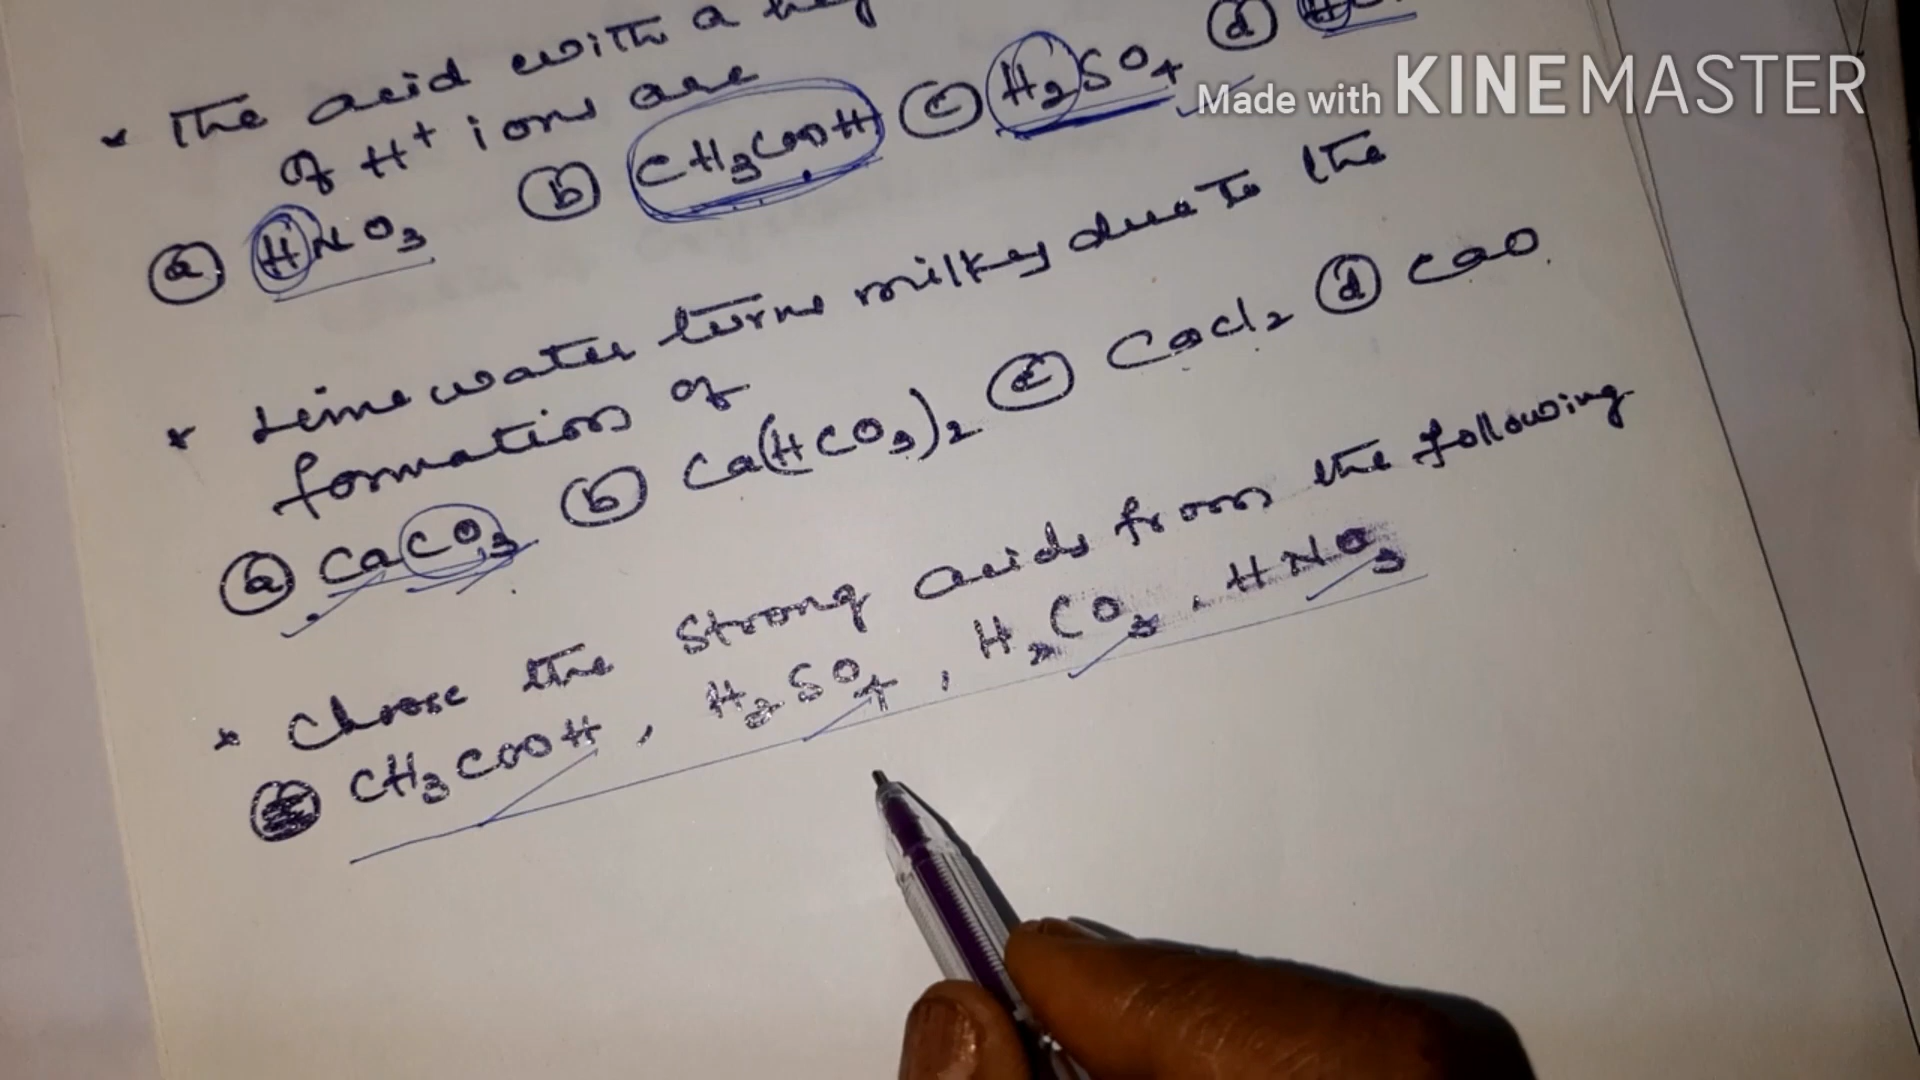 * The acid with a
of H+ ions are
(a) HNO3 (b) CH3COOH (c) H2SO4 (d)
* Lime water turns milky due to the
formation of
(a) CaCO3 (b) Ca(HCO3)2 (c) CaCl2 (d) CaO
* Choose the strong acids from the following
CH3COOH, H2SO4, H2CO3, HNO3
Made with KINEMASTER